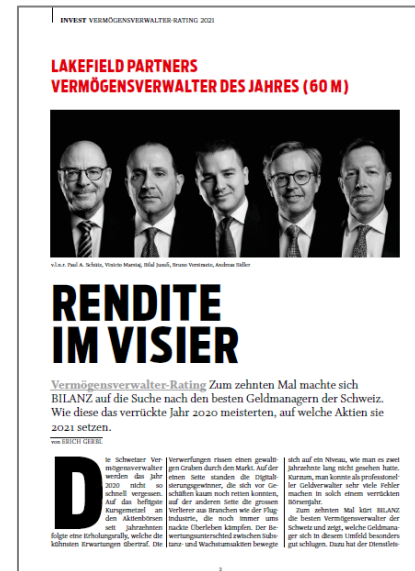 INVEST VERMÖGENSVERWALTER-RATING 2021
LAKEFIELD PARTNERS
VERMÖGENSVERWALTER DES JAHRES (60 M)
v.l.n.r. Paul A. Schütz, Vinicio Marsiaj, Bilal Jusufi, Bruno Verstraete, Andreas
RENDITE
IM VISIER
Vermögensverwalter-Rating Zum zehnten Mal machte sich
BILANZ auf die Suche nach den besten Geldmanagern der Schweiz.
Wie diese das verrückte Jahr 2020 meisterten, auf welche Aktien sie
2021 setzen.
von ERICH GERBL
Die Schweizer Ver-
mögensverwalter
werden das Jahr
2020 nicht so
schnell vergessen.
Auf das heftigste
Kursgemetzel an
den Aktienbörsen
seit Jahrzehnten
folgte eine Erholungsrally, welche die
kühnsten Erwartungen übertraf. Die
Verwerfungen rissen einen gewalti-
gen Graben durch den Markt. Auf der
einen Seite standen die Digitali-
sierungsgewinner, die sich vor Ge-
schäften kaum noch retten konnten,
auf der anderen Seite die grossen
Verlierer aus Branchen wie der Flug-
industrie, die noch immer ums
nackte Überleben kämpfen. Der Be-
wertungsunterschied zwischen Subs-
tanz- und Wachstumsaktien bewegte
sich auf ein Niveau, wie man es zwei
Jahrzehnte lang nicht gesehen hatte.
Kurzum, man konnte als professionel-
ler Geldverwalter sehr viele Fehler
machen in solch einem verrückten
Börsenjahr.
Zum zehnten Mal kürt BILANZ
die besten Vermögensverwalter der
Schweiz und zeigt, welche Geldmana-
ger sich in diesem Umfeld besonders
gut schlugen. Dazu hat der Dienstleis-
2